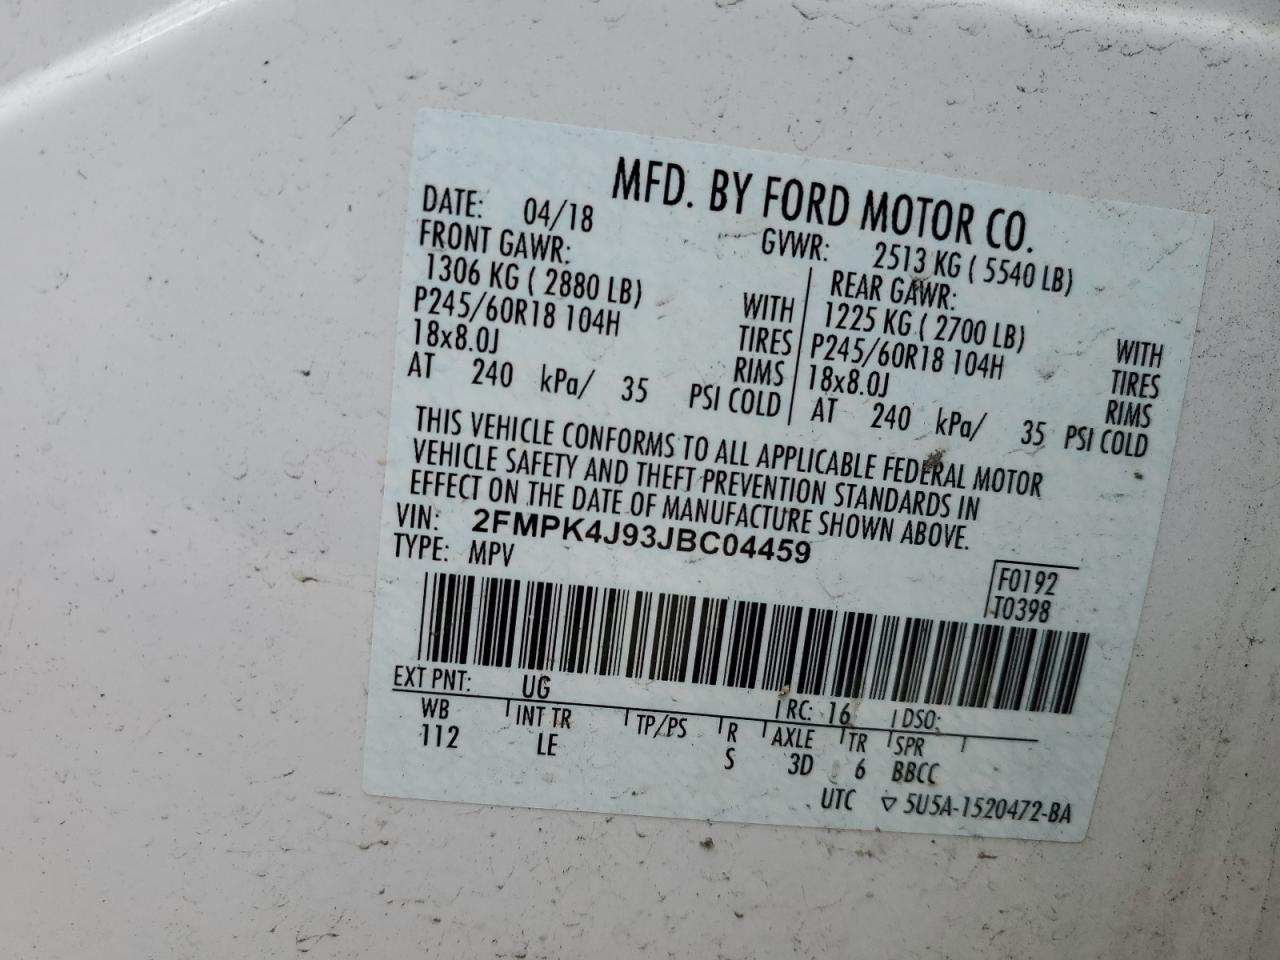 MFD. BY FORD MOTOR CO.
DATE: 04/18 GVWR: 2513 KG ( 5540 LB)
FRONT GAWR: REAR GAWR:
1306 KG ( 2880 LB) WITH 1225 KG ( 2700 LB) WITH
P245/60R18 104H TIRES P245/60R18 104H TIRES
18x8.0J RIMS 18x8.0J RIMS
AT 240 kPa/ 35 PSI COLD AT 240 kPa/ 35 PSI COLD
THIS VEHICLE CONFORMS TO ALL APPLICABLE FEDERAL MOTOR
VEHICLE SAFETY AND THEFT PREVENTION STANDARDS IN
EFFECT ON THE DATE OF MANUFACTURE SHOWN ABOVE.
VIN: 2FMPK4J93JBC04459
TYPE: MPV
F0192
T0398
EXT PNT: UG RC: 16 DSO:
WB INT TR TP/PS R AXLE TR SPR
112 LE S 3D 6 BBCC
UTC ▽ 5U5A-1520472-BA